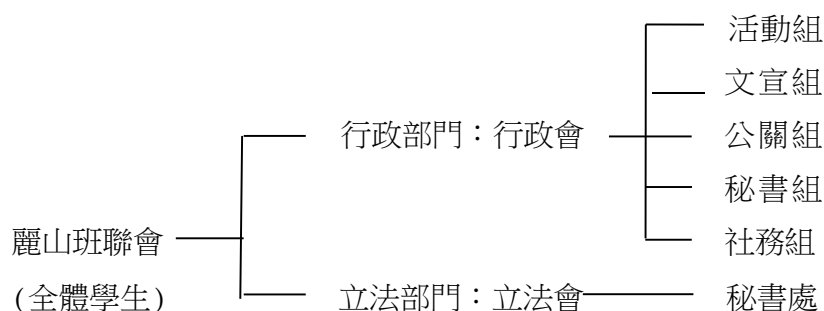 活動組
文宣組
行政部門：行政會
公關組
秘書組
麗山班聯會
社務組
(全體學生)
立法部門：立法會
秘書處